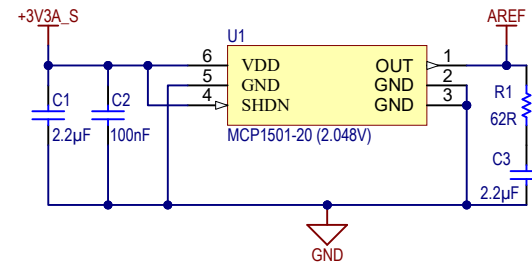 +3V3A_S
AREF
U1
6 VDD OUT 1
5 GND GND 2
4 SHDN GND 3
C1
2.2µF
C2
100nF
R1
62R
MCP1501-20 (2.048V)
C3
2.2µF
GND